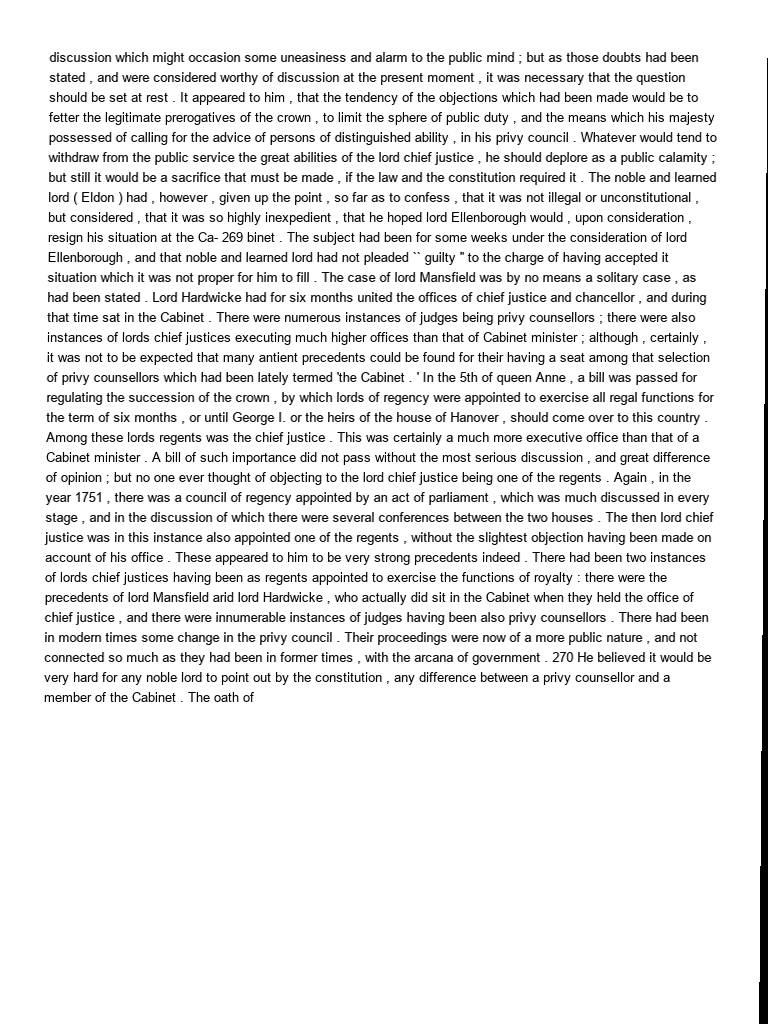 discussion which might occasion some uneasiness and alarm to the public mind ; but as those doubts had been
stated , and were considered worthy of discussion at the present moment , it was necessary that the question
should be set at rest . It appeared to him , that the tendency of the objections which had been made would be to
fetter the legitimate prerogatives of the crown , to limit the sphere of public duty , and the means which his majesty
possessed of calling for the advice of persons of distinguished ability , in his privy council . Whatever would tend to
withdraw from the public service the great abilities of the lord chief justice , he should deplore as a public calamity ;
but still it would be a sacrifice that must be made , if the law and the constitution required it . The noble and learned
lord ( Eldon ) had , however , given up the point , so far as to confess , that it was not illegal or unconstitutional ,
but considered , that it was so highly inexpedient , that he hoped lord Ellenborough would , upon consideration ,
resign his situation at the Ca- 269 binet . The subject had been for some weeks under the consideration of lord
Ellenborough , and that noble and learned lord had not pleaded `` guilty " to the charge of having accepted it
situation which it was not proper for him to fill . The case of lord Mansfield was by no means a solitary case , as
had been stated . Lord Hardwicke had for six months united the offices of chief justice and chancellor , and during
that time sat in the Cabinet . There were numerous instances of judges being privy counsellors ; there were also
instances of lords chief justices executing much higher offices than that of Cabinet minister ; although , certainly ,
it was not to be expected that many antient precedents could be found for their having a seat among that selection
of privy counsellors which had been lately termed 'the Cabinet . ' In the 5th of queen Anne , a bill was passed for
regulating the succession of the crown , by which lords of regency were appointed to exercise all regal functions for
the term of six months , or until George I. or the heirs of the house of Hanover , should come over to this country .
Among these lords regents was the chief justice . This was certainly a much more executive office than that of a
Cabinet minister . A bill of such importance did not pass without the most serious discussion , and great difference
of opinion ; but no one ever thought of objecting to the lord chief justice being one of the regents . Again , in the
year 1751 , there was a council of regency appointed by an act of parliament , which was much discussed in every
stage , and in the discussion of which there were several conferences between the two houses . The then lord chief
justice was in this instance also appointed one of the regents , without the slightest objection having been made on
account of his office . These appeared to him to be very strong precedents indeed . There had been two instances
of lords chief justices having been as regents appointed to exercise the functions of royalty : there were the
precedents of lord Mansfield arid lord Hardwicke , who actually did sit in the Cabinet when they held the office of
chief justice , and there were innumerable instances of judges having been also privy counsellors . There had been
in modern times some change in the privy council . Their proceedings were now of a more public nature , and not
connected so much as they had been in former times , with the arcana of government . 270 He believed it would be
very hard for any noble lord to point out by the constitution , any difference between a privy counsellor and a
member of the Cabinet . The oath of